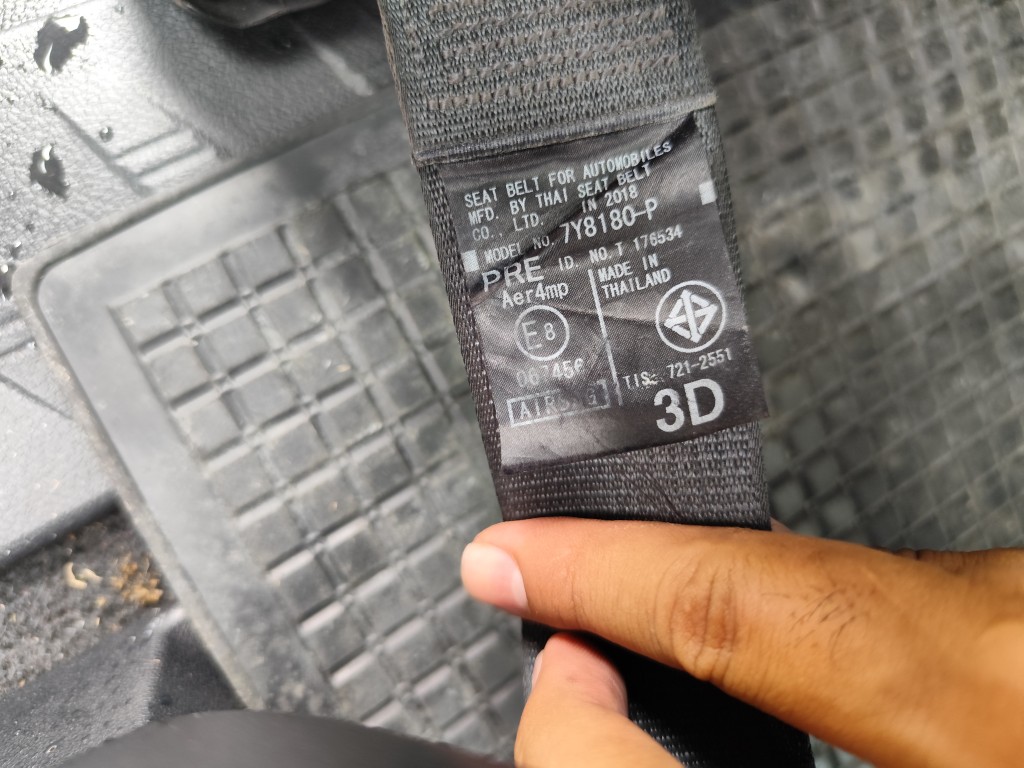 SEAT BELT FOR AUTOMOBILES
MFD. BY THAI SEAT BELT
CO., LTD. IN 2018
MODEL NO. 7Y8180-P
PRE ID NO. T 176534
Aer4mp
MADE IN
THAILAND
E8
TIS. 721-2551
3D